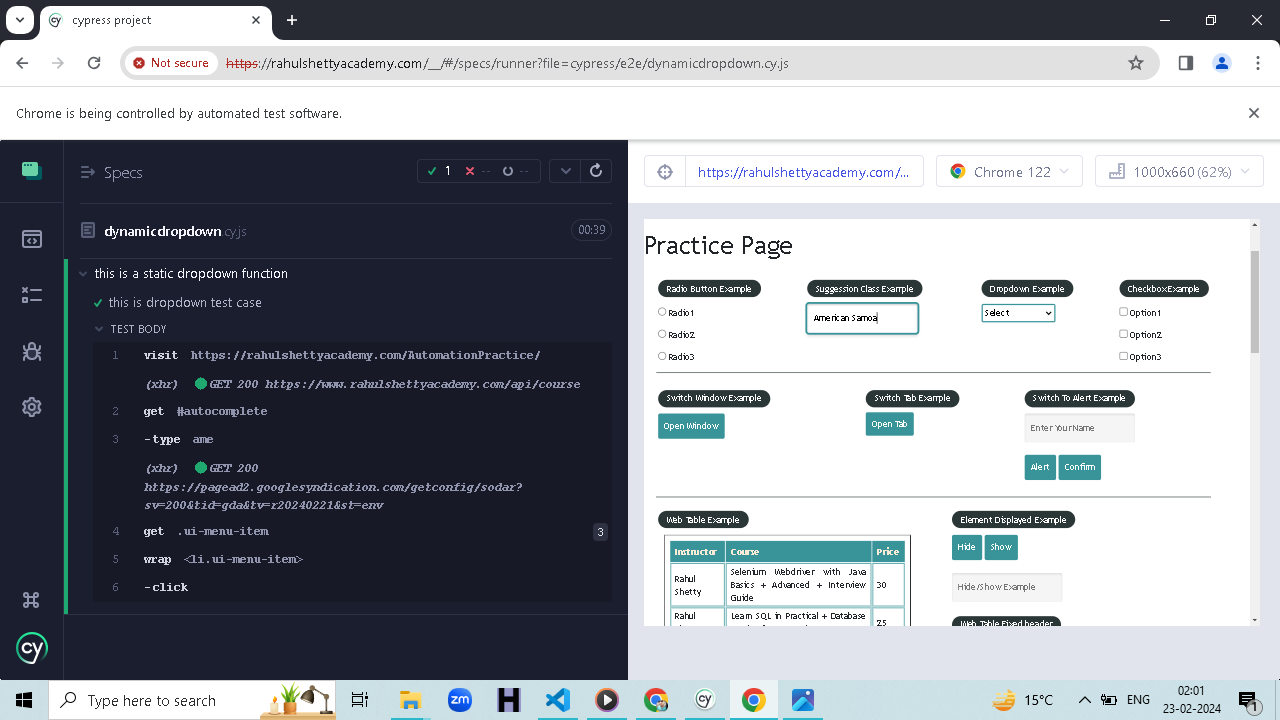 cypress project
Not secure
https://rahulshettyacademy.com/__/#/specs/runner?file=cypress/e2e/dynamicdropdown.cy.js
Chrome is being controlled by automated test software.
Specs
1
--
--
https://rahulshettyacademy.com/...
Chrome 122
1000x660 (62%)
dynamicdropdown.cy.js
00:39
this is a static dropdown function
this is dropdown test case
TEST BODY
1 visit https://rahulshettyacademy.com/AutomationPractice/
(xhr) GET 200 https://www.rahulshettyacademy.com/api/course
2 get #autocomplete
3 -type ame
(xhr) GET 200
https://pagead2.googlesyndication.com/getconfig/sodar?
sv=200&tid=gda&tv=r20240221&st=env
4 get .ui-menu-item 3
5 wrap <li.ui-menu-item>
6 -click
Practice Page
Radio Button Example
Radio1
Radio2
Radio3
Suggession Class Example
American Samoa
Dropdown Example
Select
Checkbox Example
Option1
Option2
Option3
Switch Window Example
Open Window
Switch Tab Example
Open Tab
Switch To Alert Example
Enter Your Name
Alert Confirm
Web Table Example
Instructor Course Price
Rahul Shetty
Selenium Webdriver with Java
Basics + Advanced + Interview
Guide
30
Rahul
Learn SQL in Practical + Database
25
Element Displayed Example
Hide Show
Hide/Show Example
Web Table Fixed header
cy
Type here to search
zm
15°C
ENG
02:01
23-02-2024
1